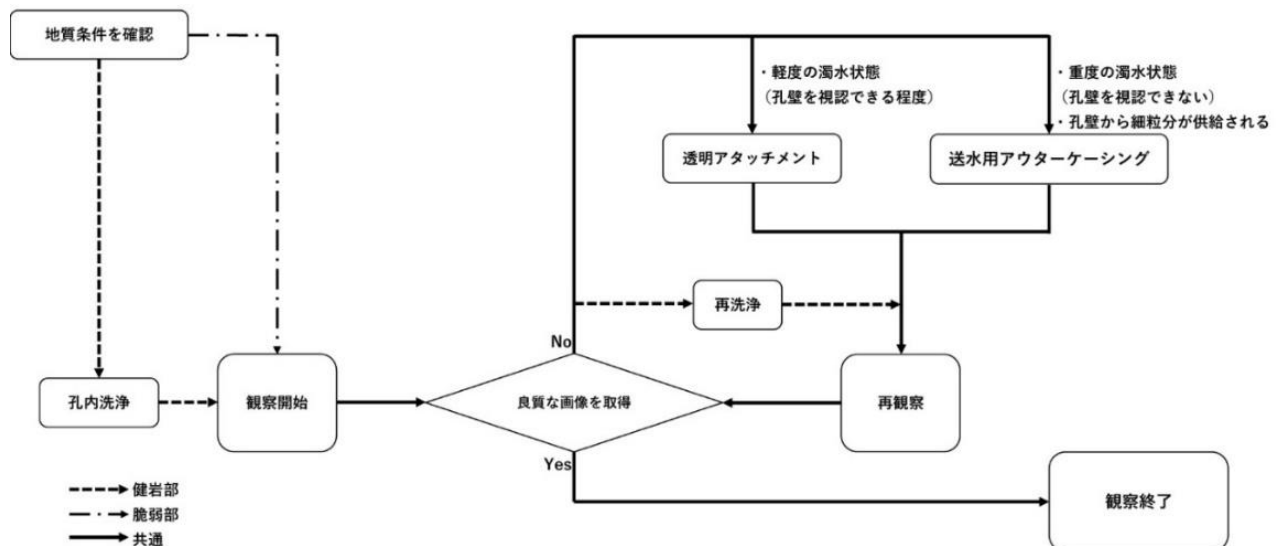 地質条件を確認
・軽度の濁水状態
（孔壁を視認できる程度）
・重度の濁水状態
（孔壁を視認できない）
・孔壁から細粒分が供給される
透明アタッチメント
送水用アウターケーシング
再洗浄
No
孔内洗浄
観察開始
良質な画像を取得
再観察
Yes
観察終了
健岩部
脆弱部
共通